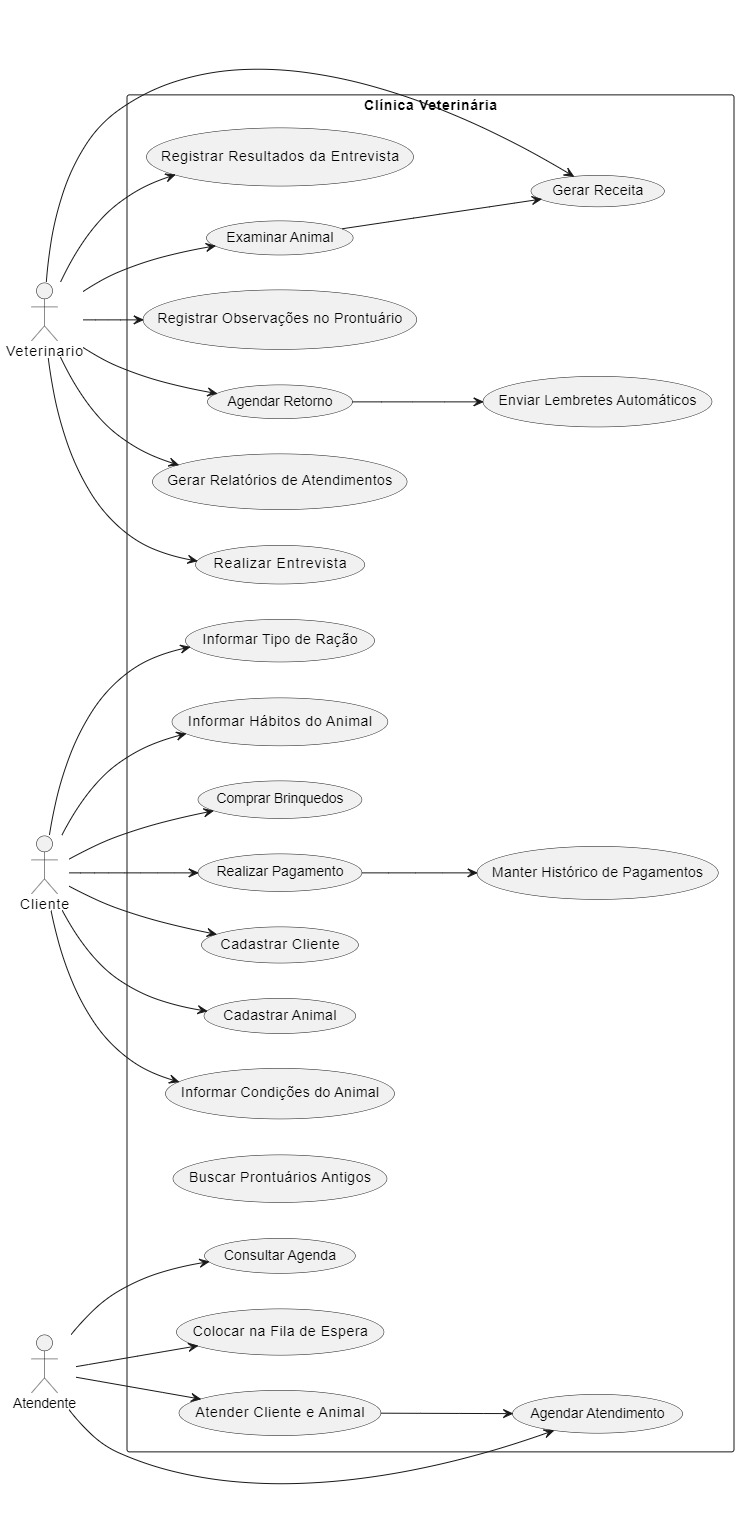 Clínica Veterinária
Registrar Resultados da Entrevista
Gerar Receita
Examinar Animal
Registrar Observações no Prontuário
Veterinario
Agendar Retorno
Enviar Lembretes Automáticos
Gerar Relatórios de Atendimentos
Realizar Entrevista
Informar Tipo de Ração
Informar Hábitos do Animal
Comprar Brinquedos
Realizar Pagamento
Manter Histórico de Pagamentos
Cliente
Cadastrar Cliente
Cadastrar Animal
Informar Condições do Animal
Buscar Prontuários Antigos
Consultar Agenda
Colocar na Fila de Espera
Atendente
Atender Cliente e Animal
Agendar Atendimento